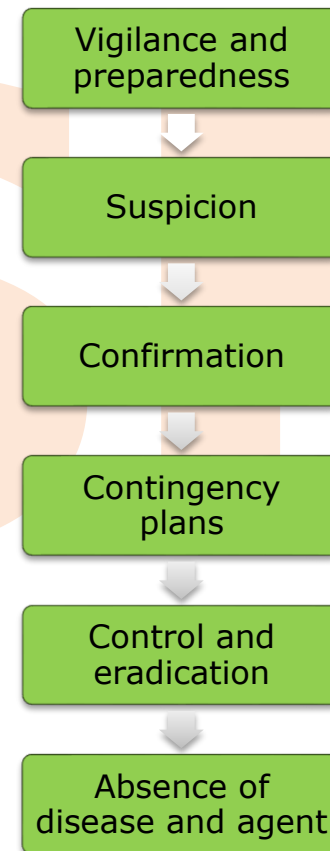 Vigilance and
preparedness
Suspicion
Confirmation
Contingency
plans
Control and
eradication
Absence of
disease and agent